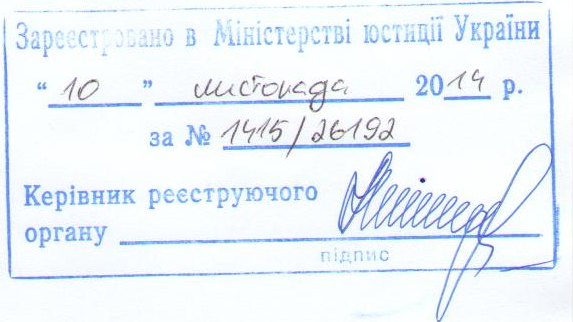 Зареєстровано в Міністерстві юстиції України
“ 10 ” листопада 2014 р.
за № 1415/26192
Керівник реєструючого
органу
підпис